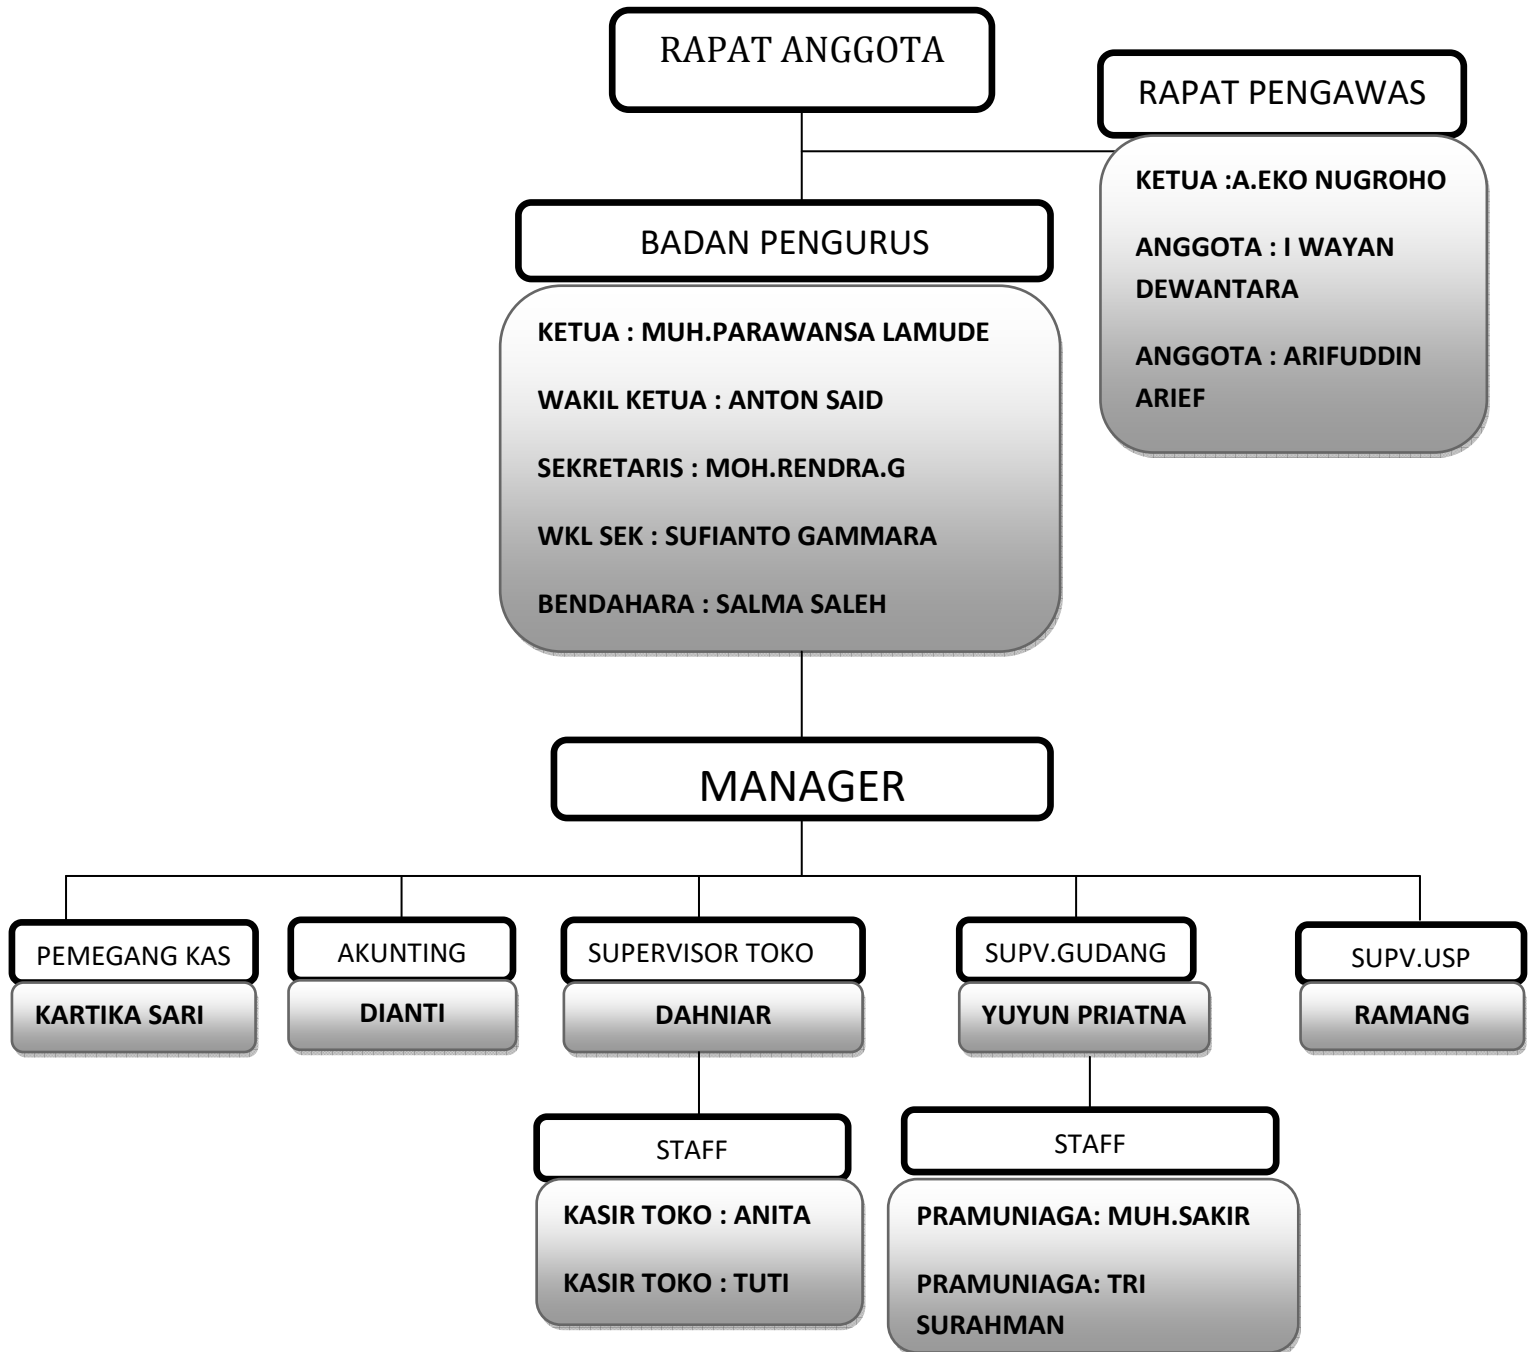 RAPAT ANGGOTA
RAPAT PENGAWAS
KETUA :A.EKO NUGROHO
ANGGOTA : I WAYAN
DEWANTARA
ANGGOTA : ARIFUDDIN
ARIEF
BADAN PENGURUS
KETUA : MUH.PARAWANSA LAMUDE
WAKIL KETUA : ANTON SAID
SEKRETARIS : MOH.RENDRA.G
WKL SEK : SUFIANTO GAMMARA
BENDAHARA : SALMA SALEH
MANAGER
PEMEGANG KAS
KARTIKA SARI
AKUNTING
DIANTI
SUPERVISOR TOKO
DAHNIAR
SUPV.GUDANG
YUYUN PRIATNA
SUPV.USP
RAMANG
STAFF
KASIR TOKO : ANITA
KASIR TOKO : TUTI
STAFF
PRAMUNIAGA: MUH.SAKIR
PRAMUNIAGA: TRI
SURAHMAN